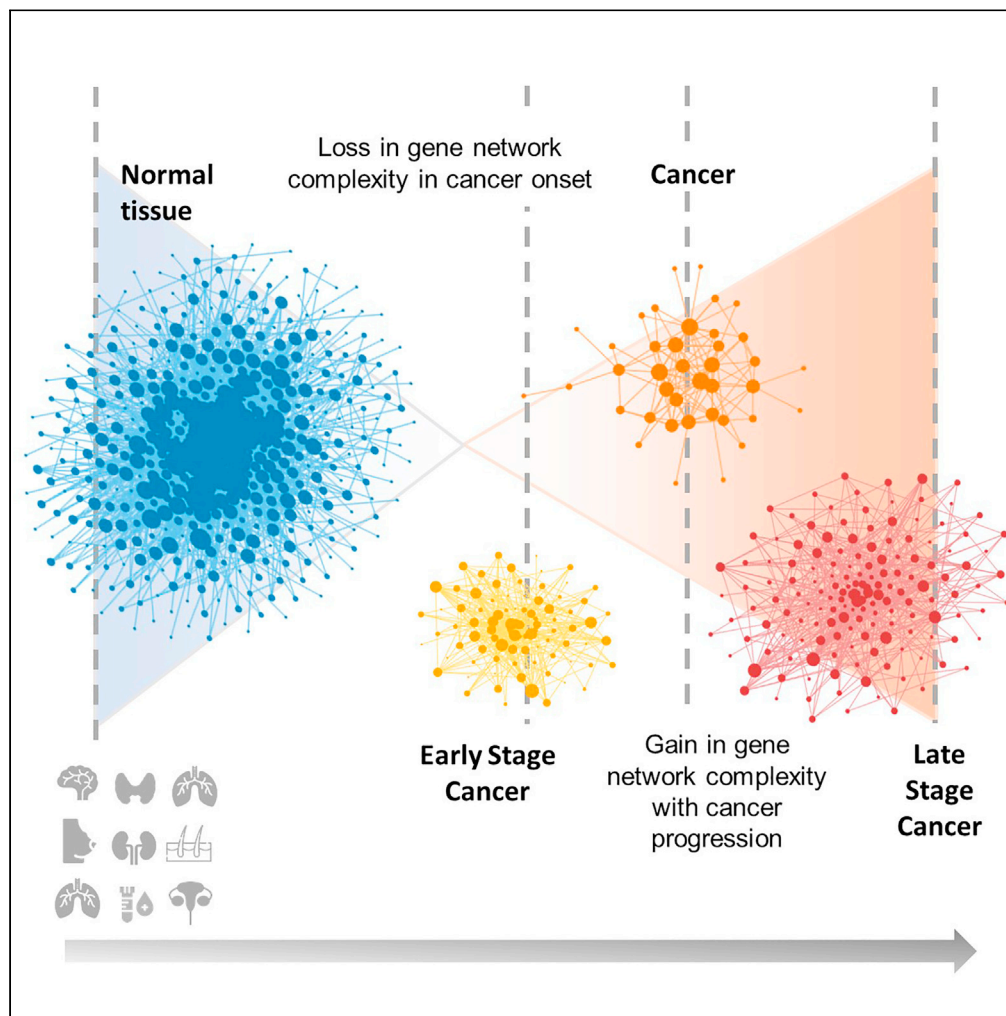 Loss in gene network
complexity in cancer onset
Normal
tissue
Cancer
Early Stage
Cancer
Gain in gene
network complexity
with cancer
progression
Late
Stage
Cancer